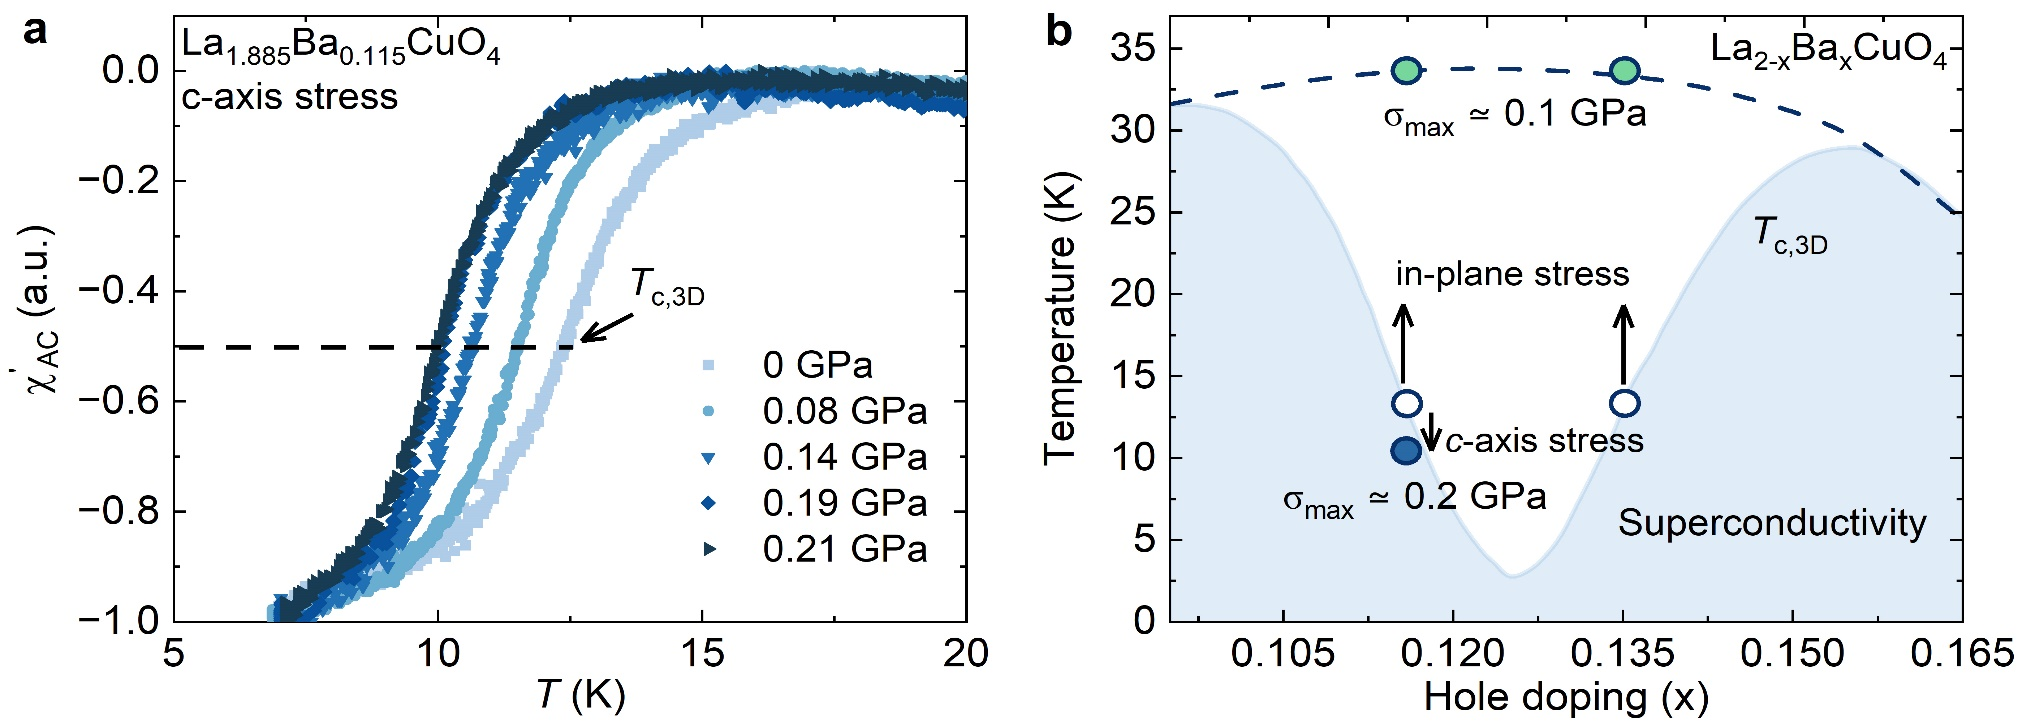 a
La1.885Ba0.115CuO4
c-axis stress
0.0
−0.2
−0.4
−0.6
−0.8
−1.0
χ'AC (a.u.)
Tc,3D
0 GPa
0.08 GPa
0.14 GPa
0.19 GPa
0.21 GPa
5
10
15
20
T (K)
b
La2-xBaxCuO4
35
30
25
20
15
10
5
0
Temperature (K)
σmax ≃ 0.1 GPa
Tc,3D
in-plane stress
c-axis stress
σmax ≃ 0.2 GPa
Superconductivity
0.105
0.120
0.135
0.150
0.165
Hole doping (x)